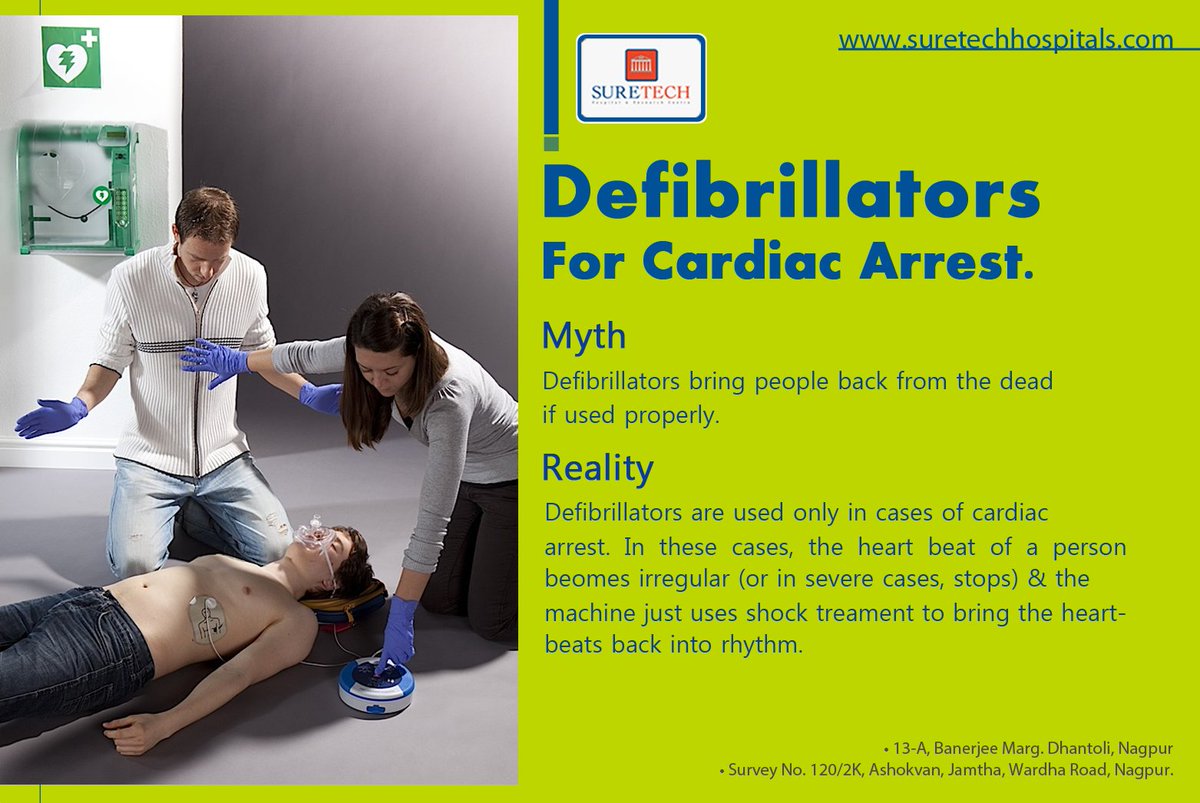 www.suretechhospitals.com
SURETECH
Hospital & Research Centre
Defibrillators
For Cardiac Arrest.
Myth
Defibrillators bring people back from the dead
if used properly.
Reality
Defibrillators are used only in cases of cardiac
arrest. In these cases, the heart beat of a person
beomes irregular (or in severe cases, stops) & the
machine just uses shock treament to bring the heart-
beats back into rhythm.
• 13-A, Banerjee Marg. Dhantoli, Nagpur
• Survey No. 120/2K, Ashokvan, Jamtha, Wardha Road, Nagpur.